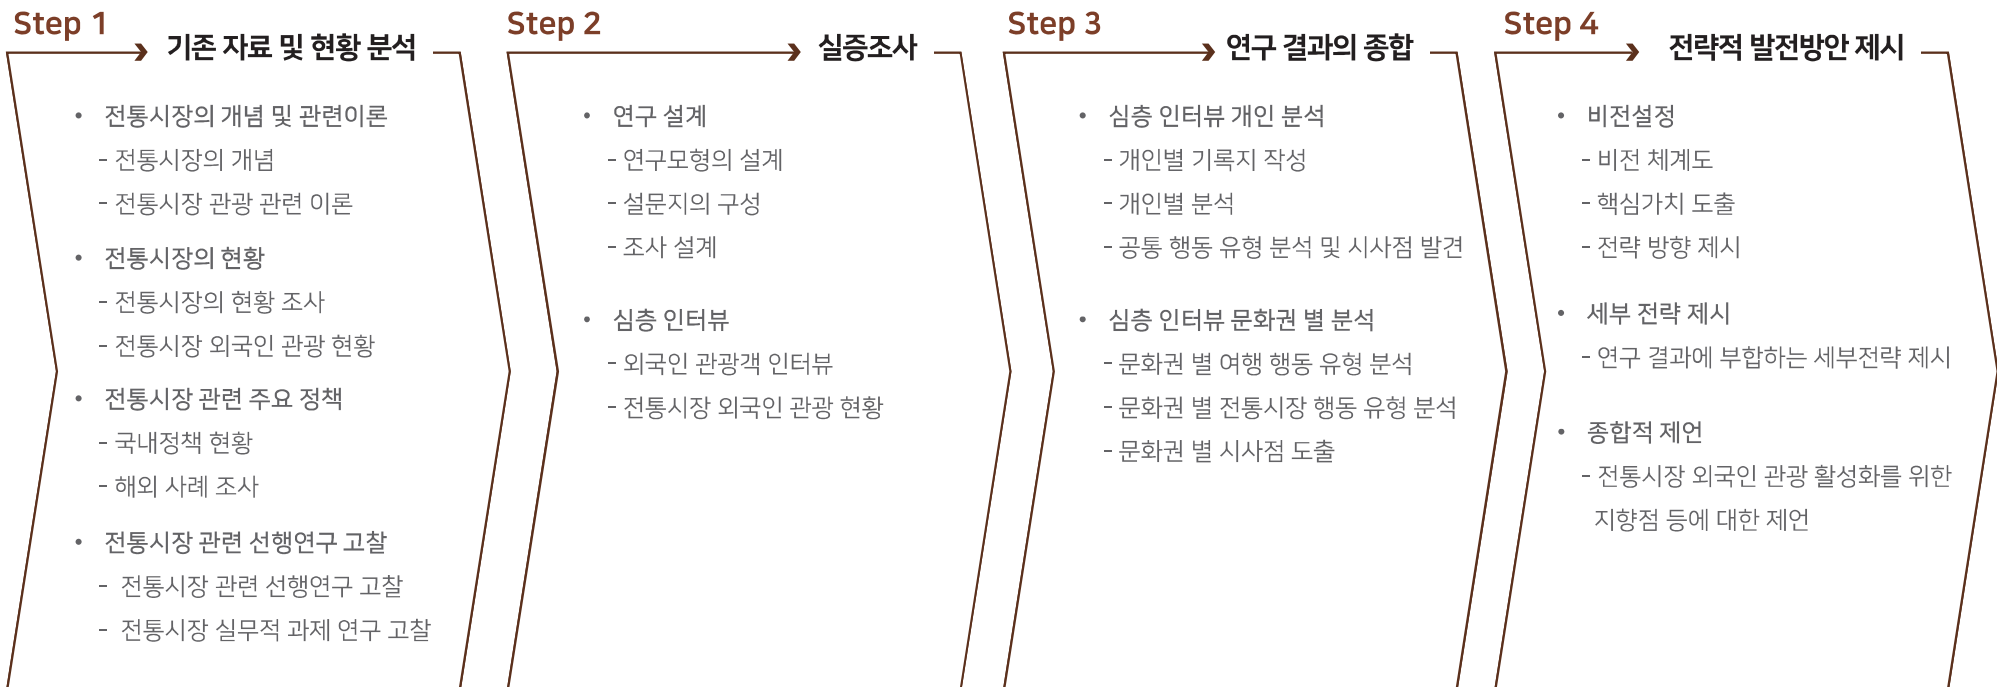 Step 1
기존 자료 및 현황 분석
• 전통시장의 개념 및 관련이론
- 전통시장의 개념
- 전통시장 관광 관련 이론
• 전통시장의 현황
- 전통시장의 현황 조사
- 전통시장 외국인 관광 현황
• 전통시장 관련 주요 정책
- 국내정책 현황
- 해외 사례 조사
• 전통시장 관련 선행연구 고찰
- 전통시장 관련 선행연구 고찰
- 전통시장 실무적 과제 연구 고찰
Step 2
실증조사
• 연구 설계
- 연구모형의 설계
- 설문지의 구성
- 조사 설계
• 심층 인터뷰
- 외국인 관광객 인터뷰
- 전통시장 외국인 관광 현황
Step 3
연구 결과의 종합
• 심층 인터뷰 개인 분석
- 개인별 기록지 작성
- 개인별 분석
- 공통 행동 유형 분석 및 시사점 발견
• 심층 인터뷰 문화권 별 분석
- 문화권 별 여행 행동 유형 분석
- 문화권 별 전통시장 행동 유형 분석
- 문화권 별 시사점 도출
Step 4
전략적 발전방안 제시
• 비전설정
- 비전 체계도
- 핵심가치 도출
- 전략 방향 제시
• 세부 전략 제시
- 연구 결과에 부합하는 세부전략 제시
• 종합적 제언
- 전통시장 외국인 관광 활성화를 위한
지향점 등에 대한 제언